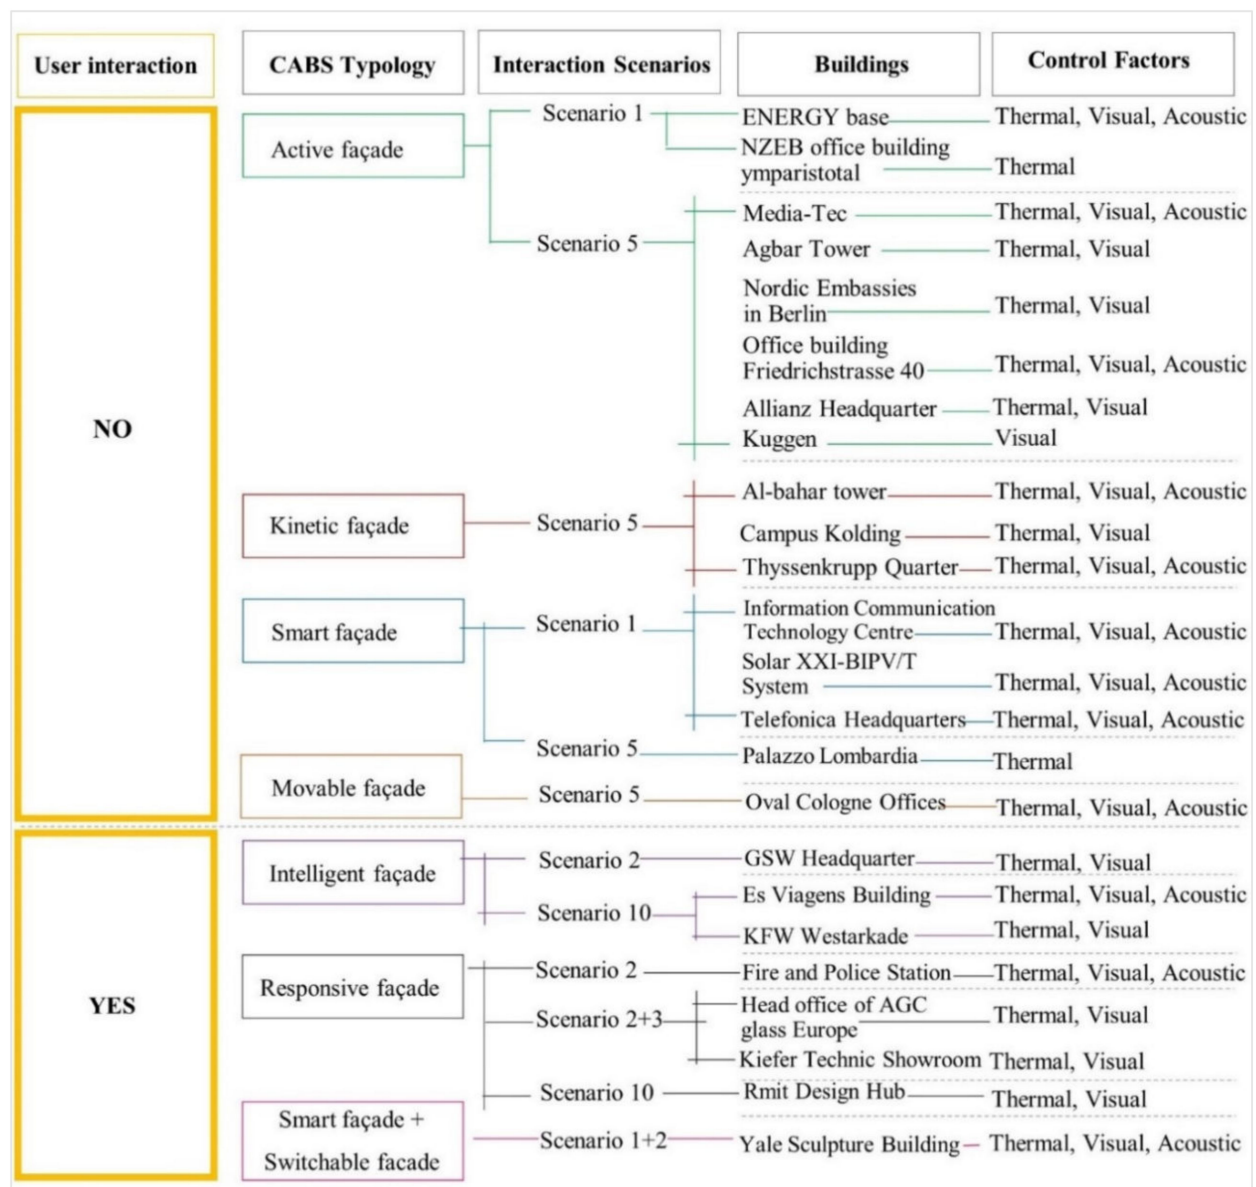 User interaction
CABS Typology
Interaction Scenarios
Buildings
Control Factors
NO
Active façade
Scenario 1
ENERGY base
Thermal, Visual, Acoustic
NZEB office building
ymparistotal
Thermal
Scenario 5
Media-Tec
Thermal, Visual, Acoustic
Agbar Tower
Thermal, Visual
Nordic Embassies
in Berlin
Thermal, Visual
Office building
Friedrichstrasse 40
Thermal, Visual, Acoustic
Allianz Headquarter
Thermal, Visual
Kuggen
Visual
Kinetic façade
Scenario 5
Al-bahar tower
Thermal, Visual, Acoustic
Campus Kolding
Thermal, Visual
Thyssenkrupp Quarter
Thermal, Visual, Acoustic
Smart façade
Scenario 1
Information Communication
Technology Centre
Thermal, Visual, Acoustic
Solar XXI-BIPV/T
System
Thermal, Visual, Acoustic
Telefonica Headquarters
Thermal, Visual, Acoustic
Scenario 5
Palazzo Lombardia
Thermal
Movable façade
Scenario 5
Oval Cologne Offices
Thermal, Visual, Acoustic
YES
Intelligent façade
Scenario 2
GSW Headquarter
Thermal, Visual
Scenario 10
Es Viagens Building
Thermal, Visual, Acoustic
KFW Westarkade
Thermal, Visual
Responsive façade
Scenario 2
Fire and Police Station
Thermal, Visual, Acoustic
Scenario 2+3
Head office of AGC
glass Europe
Thermal, Visual
Kiefer Technic Showroom
Thermal, Visual
Scenario 10
Rmit Design Hub
Thermal, Visual
Smart façade +
Switchable facade
Scenario 1+2
Yale Sculpture Building
Thermal, Visual, Acoustic